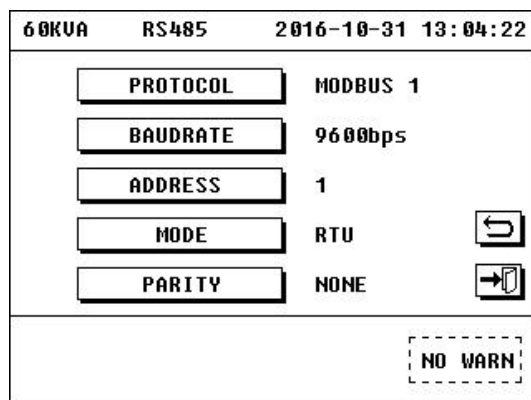 60KVA RS485 2016-10-31 13:04:22
PROTOCOL MODBUS 1
BAUDRATE 9600bps
ADDRESS 1
MODE RTU
PARITY NONE
NO WARN